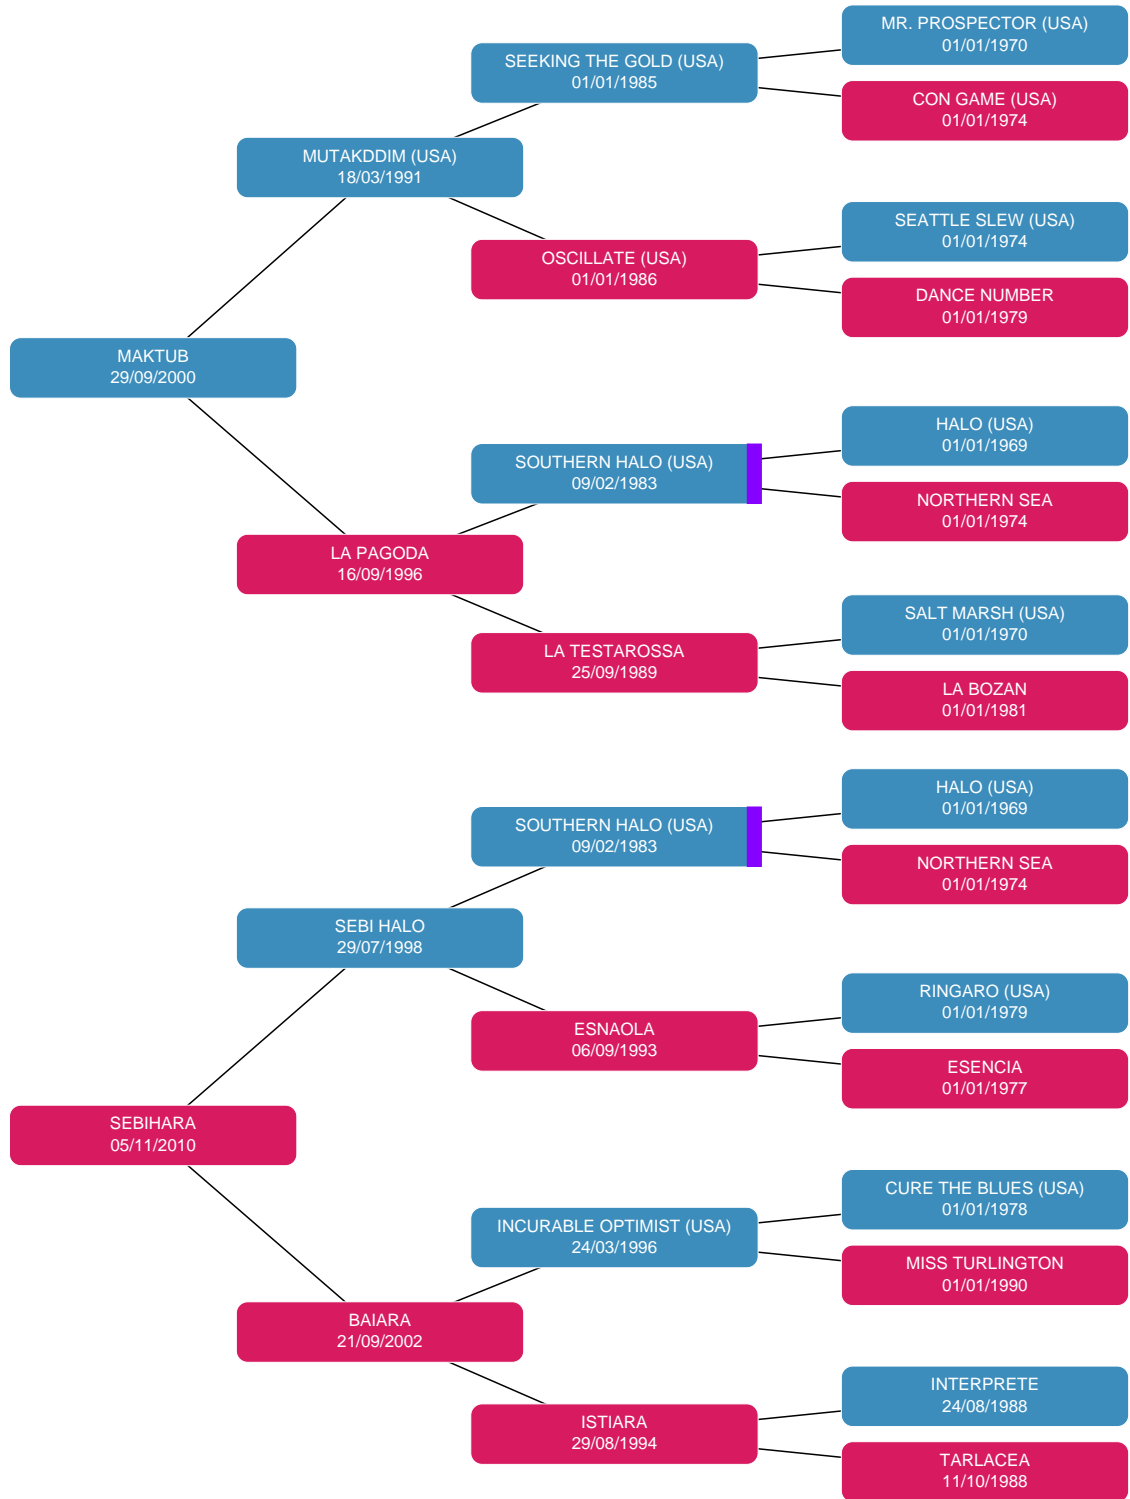 MR. PROSPECTOR (USA)
01/01/1970
SEEKING THE GOLD (USA)
01/01/1985
CON GAME (USA)
01/01/1974
MUTAKDDIM (USA)
18/03/1991
SEATTLE SLEW (USA)
01/01/1974
OSCILLATE (USA)
01/01/1986
DANCE NUMBER
01/01/1979
MAKTUB
29/09/2000
HALO (USA)
01/01/1969
SOUTHERN HALO (USA)
09/02/1983
NORTHERN SEA
01/01/1974
LA PAGODA
16/09/1996
SALT MARSH (USA)
01/01/1970
LA TESTAROSSA
25/09/1989
LA BOZAN
01/01/1981
HALO (USA)
01/01/1969
SOUTHERN HALO (USA)
09/02/1983
NORTHERN SEA
01/01/1974
SEBI HALO
29/07/1998
RINGARO (USA)
01/01/1979
ESNAOLA
06/09/1993
ESENCIA
01/01/1977
SEBIHARA
05/11/2010
CURE THE BLUES (USA)
01/01/1978
INCURABLE OPTIMIST (USA)
24/03/1996
MISS TURLINGTON
01/01/1990
BAIARA
21/09/2002
INTERPRETE
24/08/1988
ISTIARA
29/08/1994
TARLACEA
11/10/1988